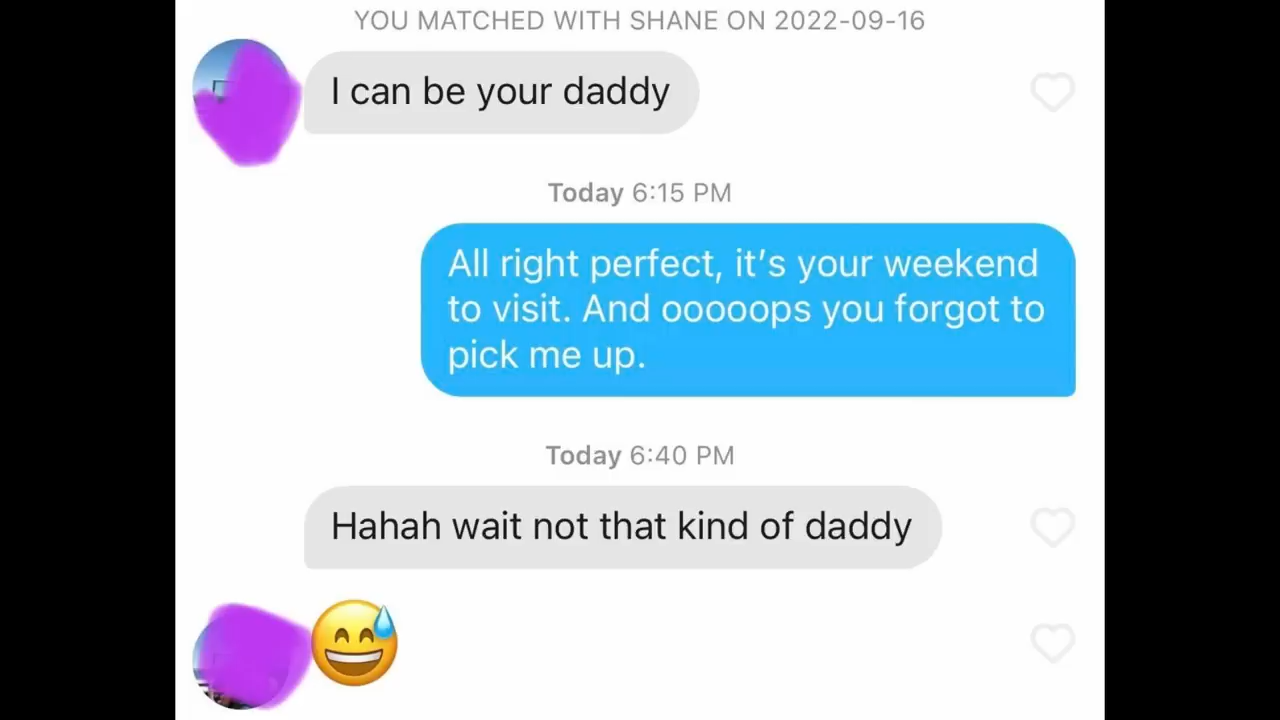 YOU MATCHED WITH SHANE ON 2022-09-16
I can be your daddy
Today 6:15 PM
All right perfect, it's your weekend
to visit. And ooooops you forgot to
pick me up.
Today 6:40 PM
Hahah wait not that kind of daddy
😅